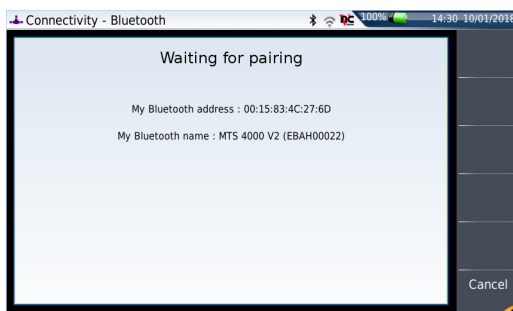 Connectivity - Bluetooth 100% 14:30 10/01/2018
Waiting for pairing
My Bluetooth address : 00:15:83:4C:27:6D
My Bluetooth name : MTS 4000 V2 (EBAH00022)
Cancel